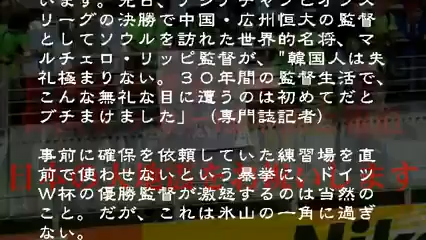 います。先日、アジアチャンピオンズ
リーグの決勝で中国・広州恒大の監督
としてソウルを訪れた世界的名将、マ
ルチェロ・リッピ監督が、"韓国人は失
礼極まりない。３０年間の監督生活で、
こんな無礼な目に遭うのは初めてだと
ブチまけました」（専門誌記者）
事前に確保を依頼していた練習場を直
前で使わせないという暴挙に、ドイツ
Ｗ杯の優勝監督が激怒するのは当然の
こと。だが、これは氷山の一角に過ぎ
ない。
日本の
います
Nik